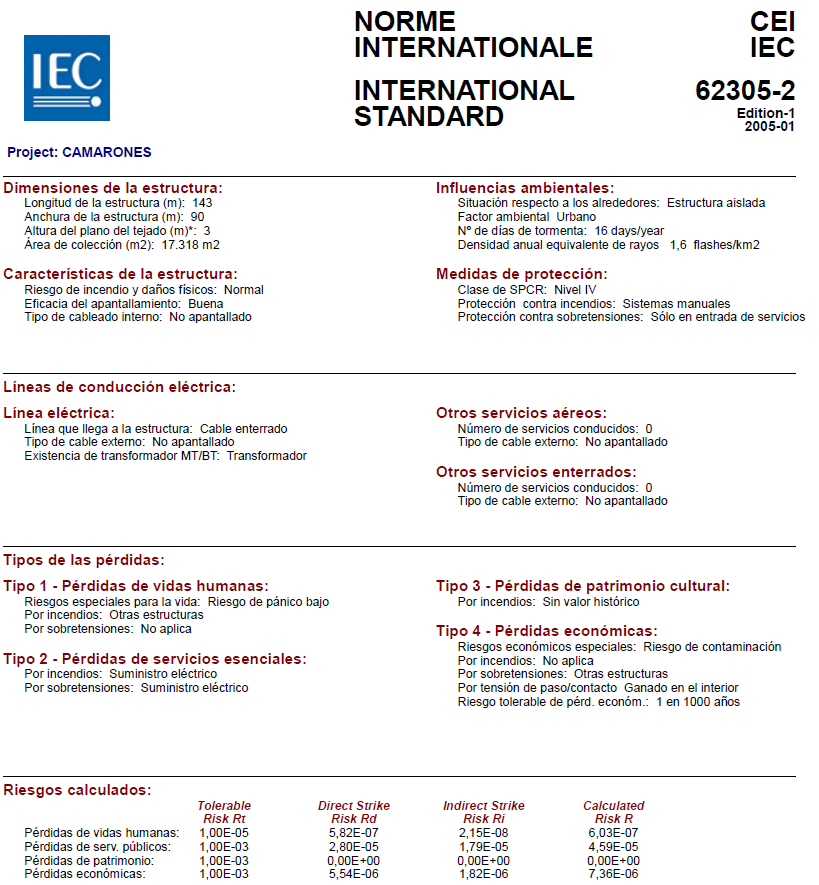 IEC
NORME
INTERNATIONALE
CEI
IEC
INTERNATIONAL
STANDARD
62305-2
Edition-1
2005-01
Project: CAMARONES
Dimensiones de la estructura:
Longitud de la estructura (m): 143
Anchura de la estructura (m): 90
Altura del plano del tejado (m)*: 3
Área de colección (m2): 17.318 m2
Influencias ambientales:
Situación respecto a los alrededores: Estructura aislada
Factor ambiental Urbano
Nº de días de tormenta: 16 days/year
Densidad anual equivalente de rayos 1,6 flashes/km2
Características de la estructura:
Riesgo de incendio y daños físicos: Normal
Eficacia del apantallamiento: Buena
Tipo de cableado interno: No apantallado
Medidas de protección:
Clase de SPCR: Nivel IV
Protección contra incendios: Sistemas manuales
Protección contra sobretensiones: Sólo en entrada de servicios
Líneas de conducción eléctrica:
Línea eléctrica:
Línea que llega a la estructura: Cable enterrado
Tipo de cable externo: No apantallado
Existencia de transformador MT/BT: Transformador
Otros servicios aéreos:
Número de servicios conducidos: 0
Tipo de cable externo: No apantallado
Otros servicios enterrados:
Número de servicios conducidos: 0
Tipo de cable externo: No apantallado
Tipos de las pérdidas:
Tipo 1 - Pérdidas de vidas humanas:
Riesgos especiales para la vida: Riesgo de pánico bajo
Por incendios: Otras estructuras
Por sobretensiones: No aplica
Tipo 2 - Pérdidas de servicios esenciales:
Por incendios: Suministro eléctrico
Por sobretensiones: Suministro eléctrico
Tipo 3 - Pérdidas de patrimonio cultural:
Por incendios: Sin valor histórico
Tipo 4 - Pérdidas económicas:
Riesgos económicos especiales: Riesgo de contaminación
Por incendios: No aplica
Por sobretensiones: Otras estructuras
Por tensión de paso/contacto Ganado en el interior
Riesgo tolerable de pérd. económ.: 1 en 1000 años
Riesgos calculados:
Tolerable Direct Strike Indirect Strike Calculated
Risk Rt Risk Rd Risk Ri Risk R
Pérdidas de vidas humanas: 1,00E-05 5,82E-07 2,15E-08 6,03E-07
Pérdidas de serv. públicos: 1,00E-03 2,80E-05 1,79E-05 4,59E-05
Pérdidas de patrimonio: 1,00E-03 0,00E+00 0,00E+00 0,00E+00
Pérdidas económicas: 1,00E-03 5,54E-06 1,82E-06 7,36E-06